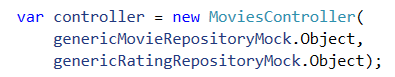 var controller = new MoviesController(
    genericMovieRepositoryMock.Object,
    genericRatingRepositoryMock.Object);